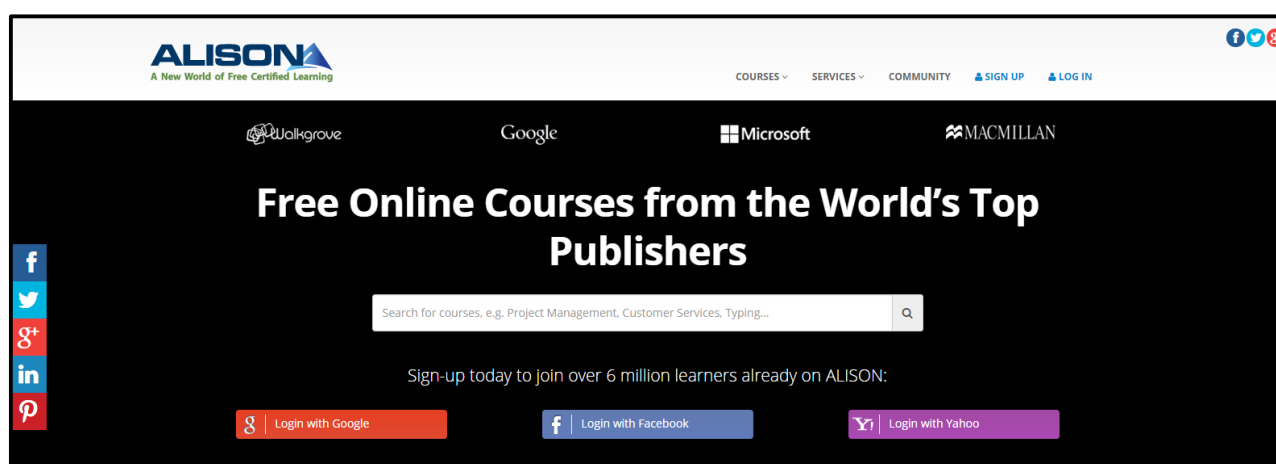 ALISON
A New World of Free Certified Learning
COURSES SERVICES COMMUNITY SIGN UP LOG IN
Walkgrove Google Microsoft MACMILLAN
Free Online Courses from the World's Top
Publishers
Search for courses, e.g. Project Management, Customer Services, Typing...
Sign-up today to join over 6 million learners already on ALISON:
Login with Google Login with Facebook Login with Yahoo